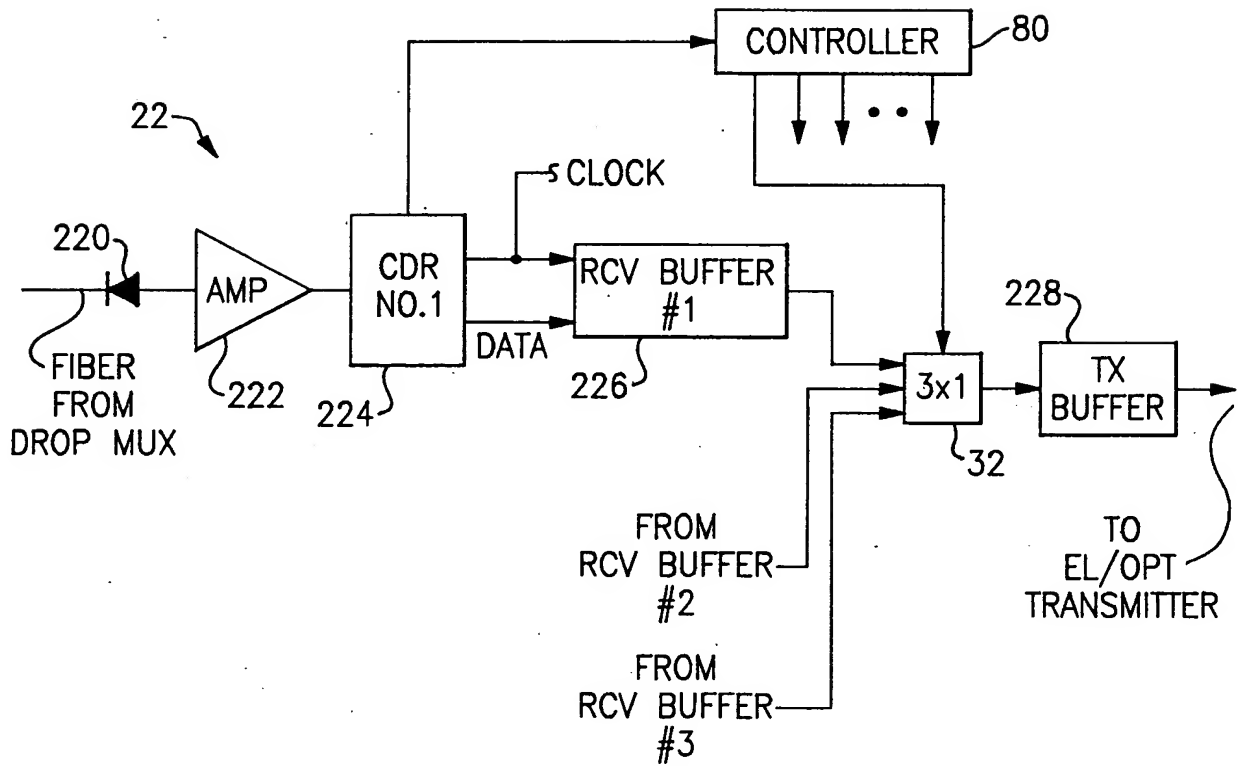 CONTROLLER
80
22
CLOCK
220
AMP
CDR
NO.1
RCV BUFFER
#1
DATA
228
FIBER
FROM
DROP MUX
222
224
226
3x1
TX
BUFFER
32
FROM
RCV BUFFER
#2
TO
EL/OPT
TRANSMITTER
FROM
RCV BUFFER
#3